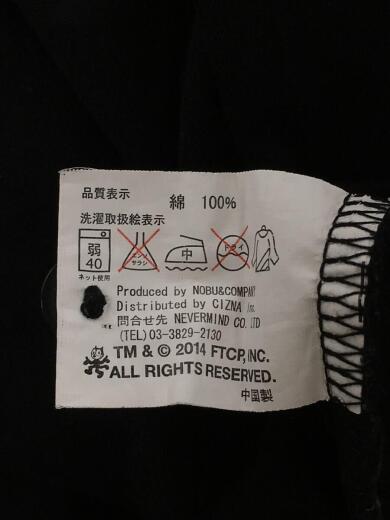 品質表示
綿 100%
洗濯取扱絵表示
弱
40
ネット使用
エンソ
サラシ
中
ドライ
Produced by NOBU&COMPANY
Distributed by CIZNA in.
問合せ先 NEVERMIND CO. LTD
(TEL) 03-3829-2130
TM & © 2014 FTCP, INC.
ALL RIGHTS RESERVED.
中国製